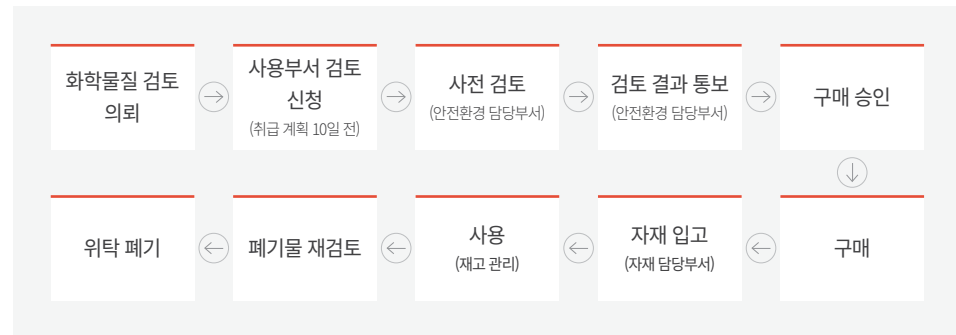 화학물질 검토
의뢰
사용부서 검토
신청
(취급 계획 10일 전)
사전 검토
(안전환경 담당부서)
검토 결과 통보
(안전환경 담당부서)
구매 승인
구매
자재 입고
(자재 담당부서)
사용
(재고 관리)
폐기물 재검토
위탁 폐기